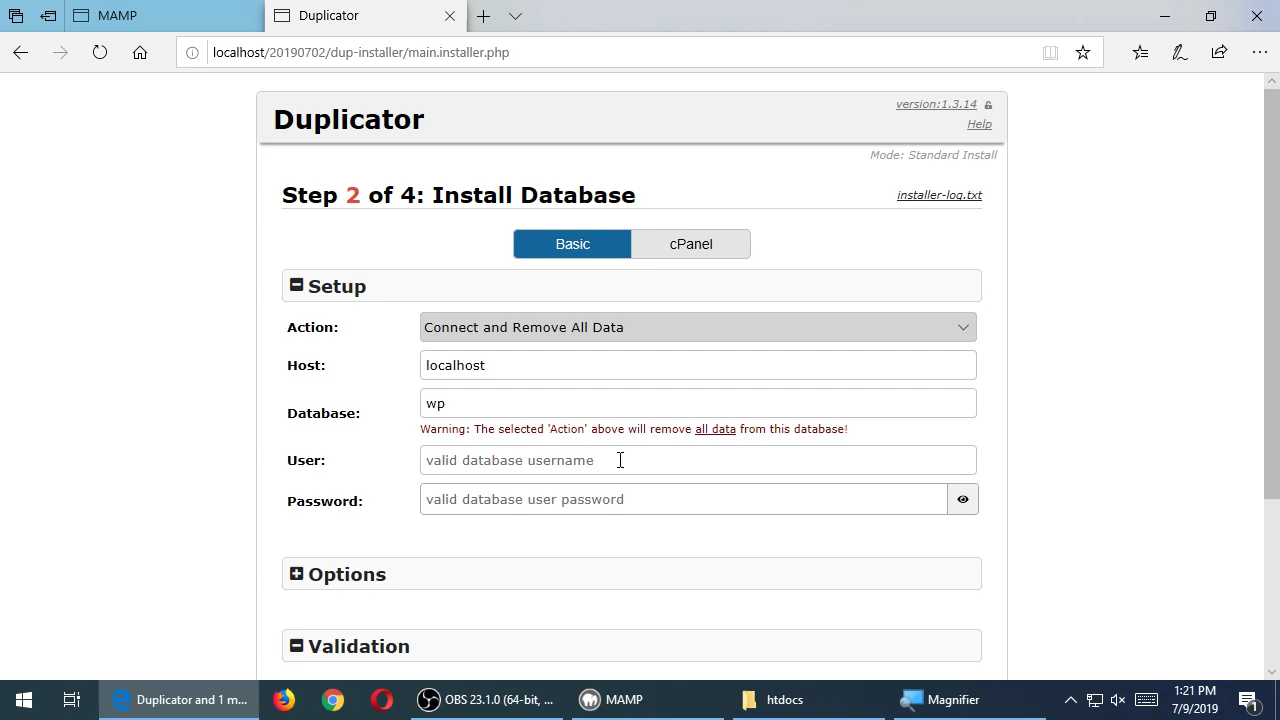 MAMP
Duplicator
localhost/20190702/dup-installer/main.installer.php
Duplicator
version:1.3.14
Help
Mode: Standard Install
Step 2 of 4: Install Database
installer-log.txt
Basic
cPanel
Setup
Action:
Connect and Remove All Data
Host:
localhost
Database:
wp
Warning: The selected 'Action' above will remove all data from this database!
User:
valid database username
Password:
valid database user password
Options
Validation
Duplicator and 1 m...
OBS 23.1.0 (64-bit, ...
MAMP
htdocs
Magnifier
1:21 PM
7/9/2019
1